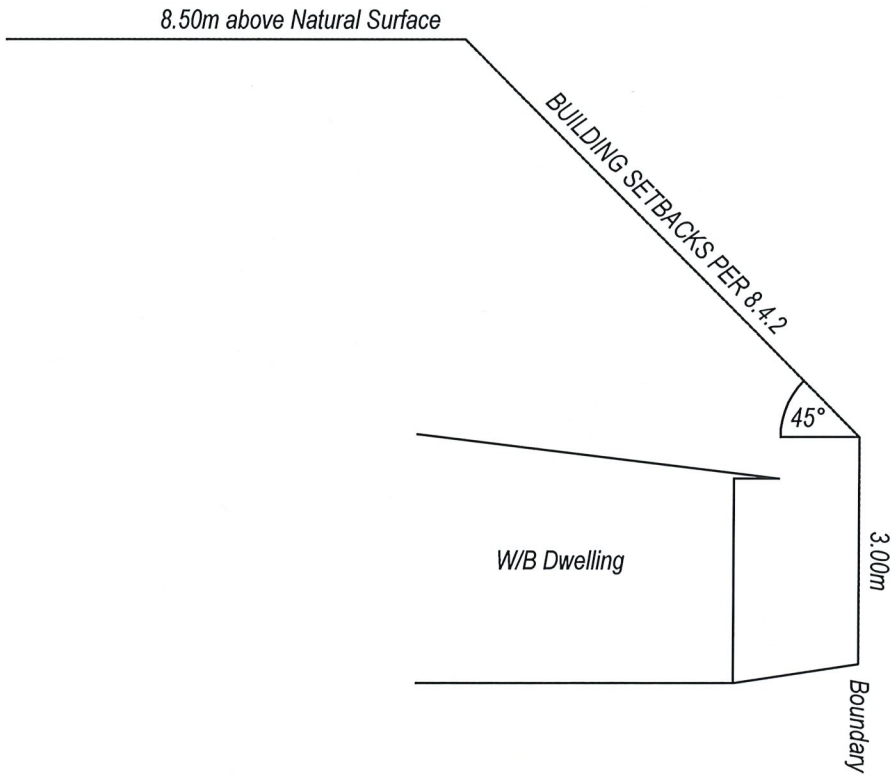 8.50m above Natural Surface
BUILDING SETBACKS PER 8.4.2
45°
W/B Dwelling
3.00m
Boundary